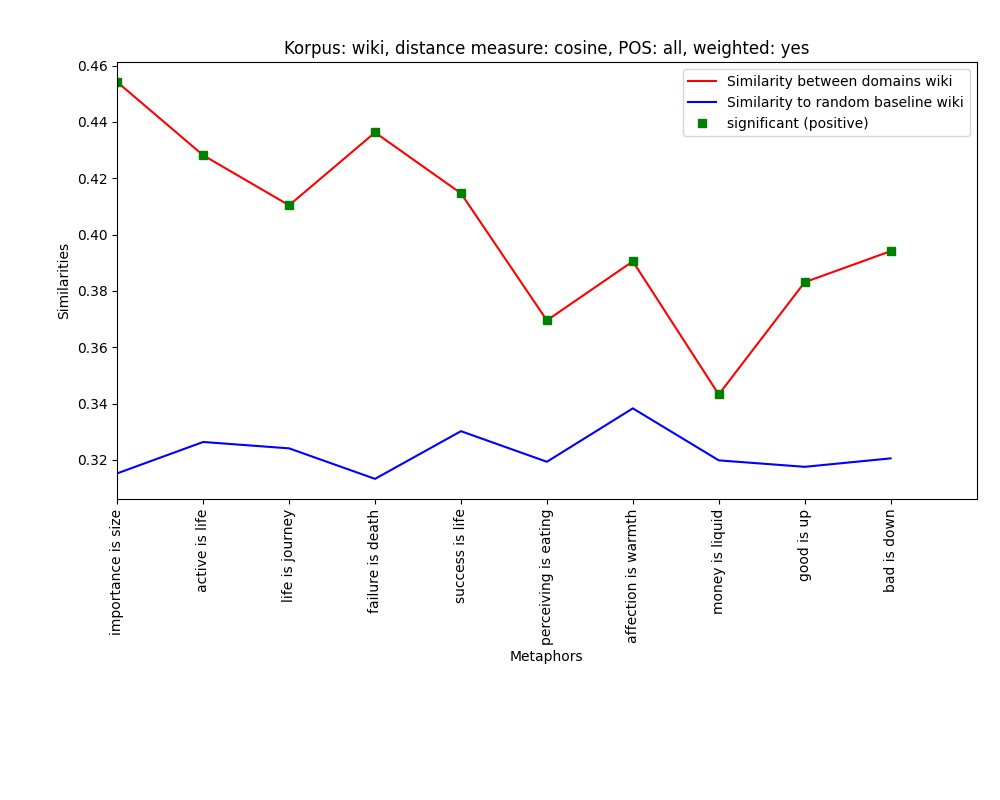 Korpus: wiki, distance measure: cosine, POS: all, weighted: yes
Similarity between domains wiki
Similarity to random baseline wiki
significant (positive)
Similarities
0.46
0.44
0.42
0.40
0.38
0.36
0.34
0.32
importance is size
active is life
life is journey
failure is death
success is life
perceiving is eating
affection is warmth
money is liquid
good is up
bad is down
Metaphors